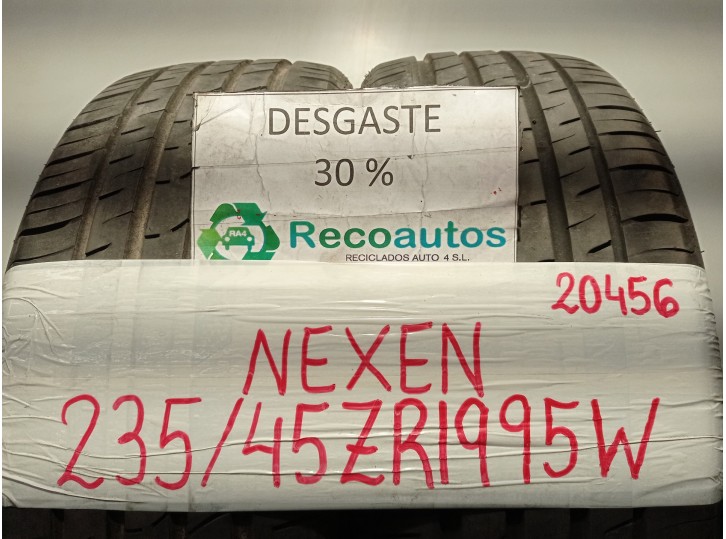 DESGASTE
30 %
RA4
Recoautos
RECICLADOS AUTO 4 S.L.
20456
NEXEN
235/45ZR1995W